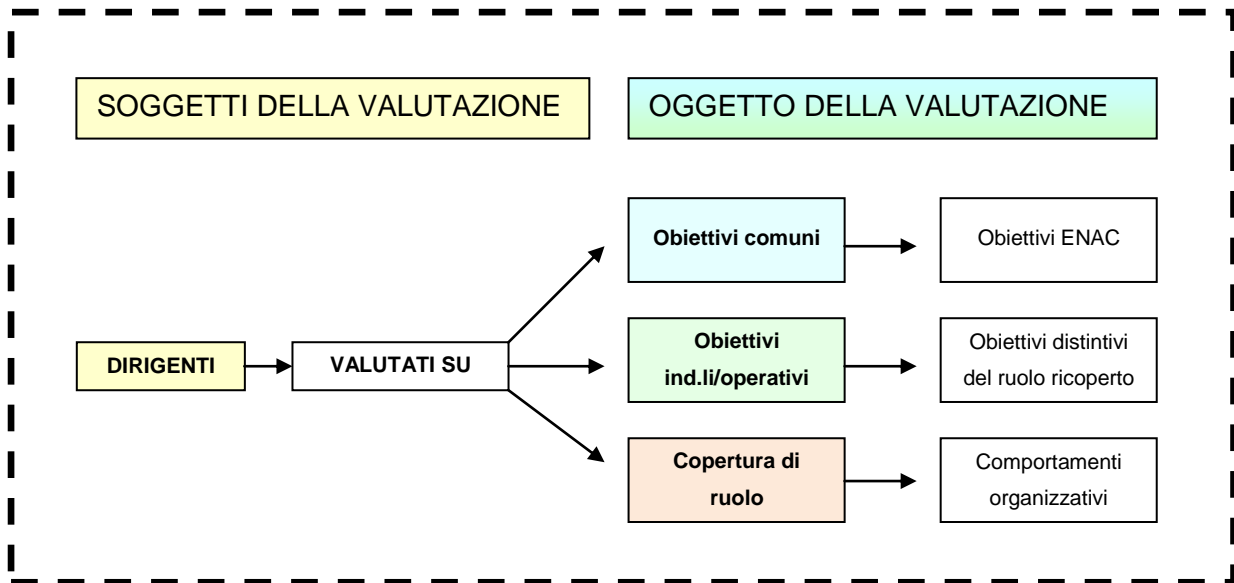 SOGGETTI DELLA VALUTAZIONE
OGGETTO DELLA VALUTAZIONE
DIRIGENTI
VALUTATI SU
Obiettivi comuni
Obiettivi ENAC
Obiettivi
ind.li/operativi
Obiettivi distintivi
del ruolo ricoperto
Copertura di
ruolo
Comportamenti
organizzativi